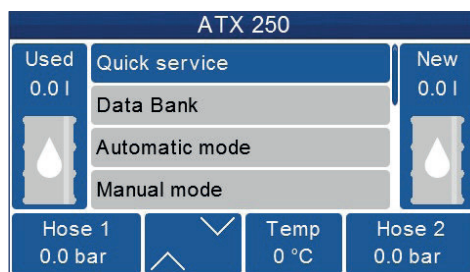 ATX 250
Used
0.0 l
Quick service
Data Bank
Automatic mode
Manual mode
New
0.0 l
Hose 1
0.0 bar
Temp
0 °C
Hose 2
0.0 bar